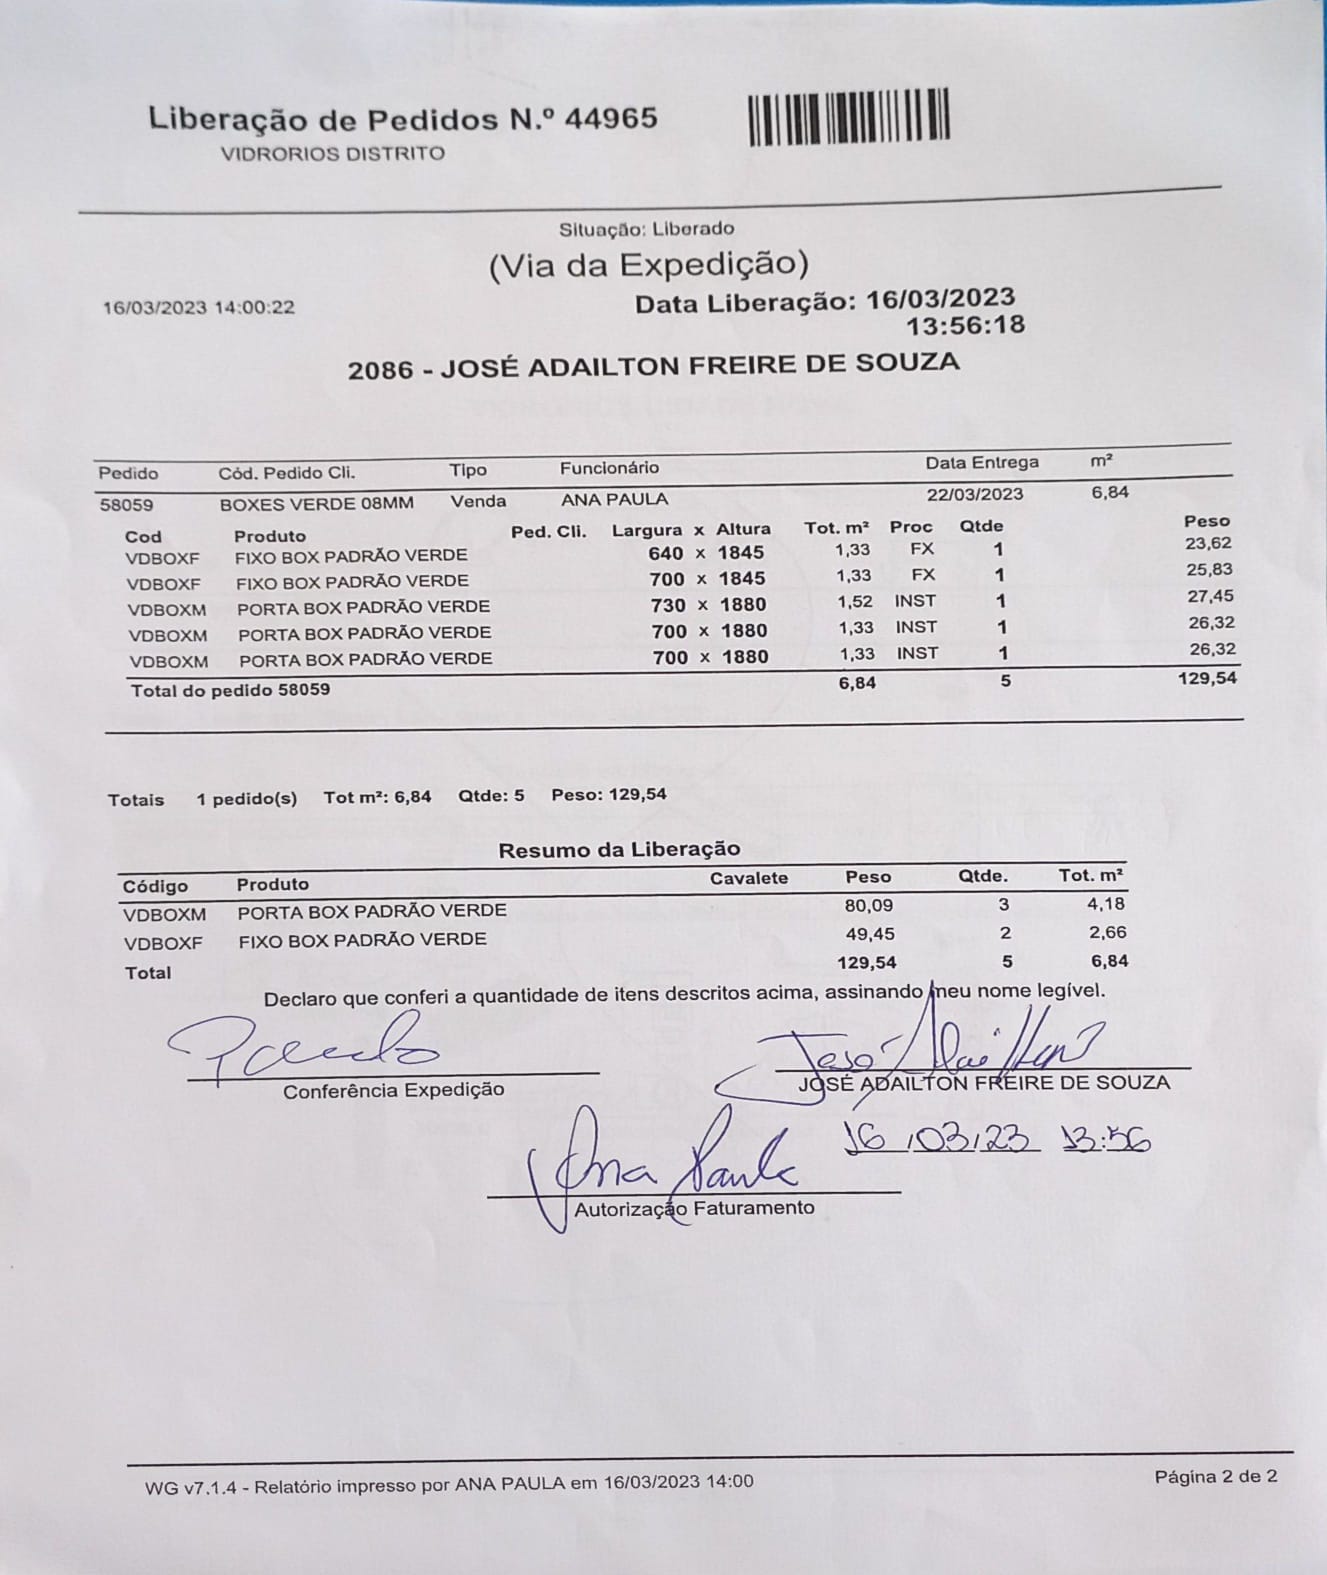 Liberação de Pedidos N.º 44965
VIDRORIOS DISTRITO
Situação: Liberado
(Via da Expedição)
16/03/2023 14:00:22 Data Liberação: 16/03/2023
13:56:18
2086 - JOSÉ ADAILTON FREIRE DE SOUZA
Pedido Cód. Pedido Cli. Tipo Funcionário Data Entrega m²
58059 BOXES VERDE 08MM Venda ANA PAULA 22/03/2023 6,84
Cod Produto Ped. Cli. Largura x Altura Tot. m² Proc Qtde Peso
VDBOXF FIXO BOX PADRÃO VERDE 640 x 1845 1,33 FX 1 23,62
VDBOXF FIXO BOX PADRÃO VERDE 700 x 1845 1,33 FX 1 25,83
VDBOXM PORTA BOX PADRÃO VERDE 730 x 1880 1,52 INST 1 27,45
VDBOXM PORTA BOX PADRÃO VERDE 700 x 1880 1,33 INST 1 26,32
VDBOXM PORTA BOX PADRÃO VERDE 700 x 1880 1,33 INST 1 26,32
Total do pedido 58059 6,84 5 129,54
Totais 1 pedido(s) Tot m²: 6,84 Qtde: 5 Peso: 129,54
Resumo da Liberação
Código Produto Cavalete Peso Qtde. Tot. m²
VDBOXM PORTA BOX PADRÃO VERDE 80,09 3 4,18
VDBOXF FIXO BOX PADRÃO VERDE 49,45 2 2,66
Total 129,54 5 6,84
Declaro que conferi a quantidade de itens descritos acima, assinando meu nome legível.
José
Conferência Expedição JOSÉ ADAILTON FREIRE DE SOUZA
16/03/23 13:56
Ana Paula
Autorização Faturamento
WG v7.1.4 - Relatório impresso por ANA PAULA em 16/03/2023 14:00 Página 2 de 2